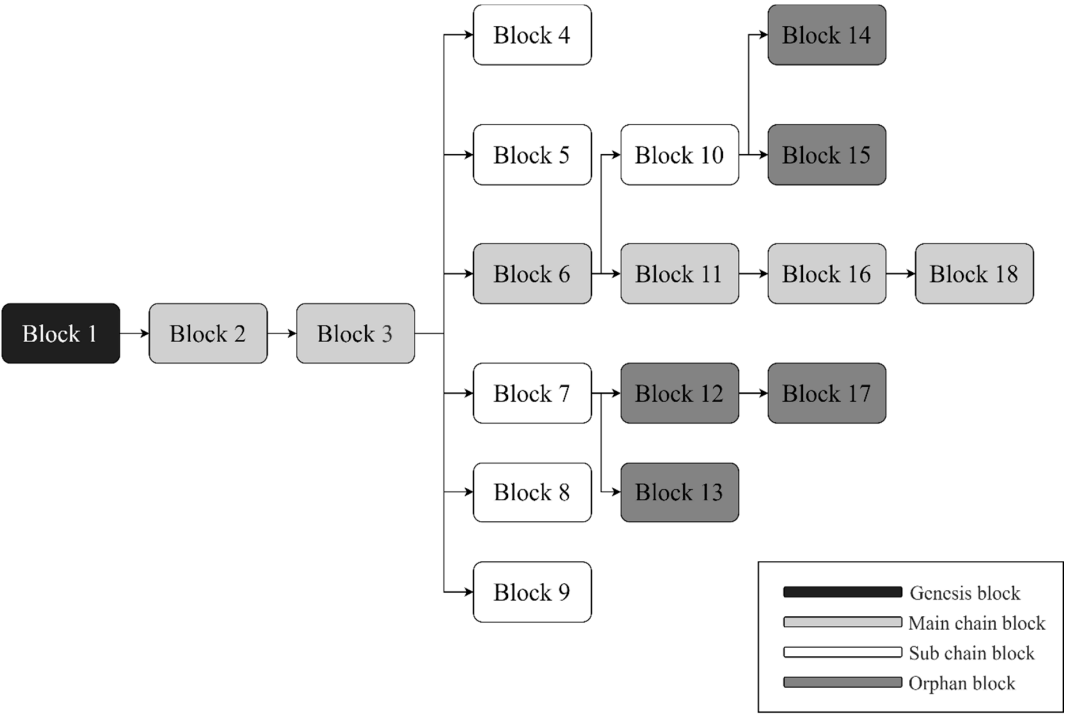 Block 4
Block 14
Block 5
Block 10
Block 15
Block 6
Block 11
Block 16
Block 18
Block 1
Block 2
Block 3
Block 7
Block 12
Block 17
Block 8
Block 13
Block 9
Genesis block
Main chain block
Sub chain block
Orphan block